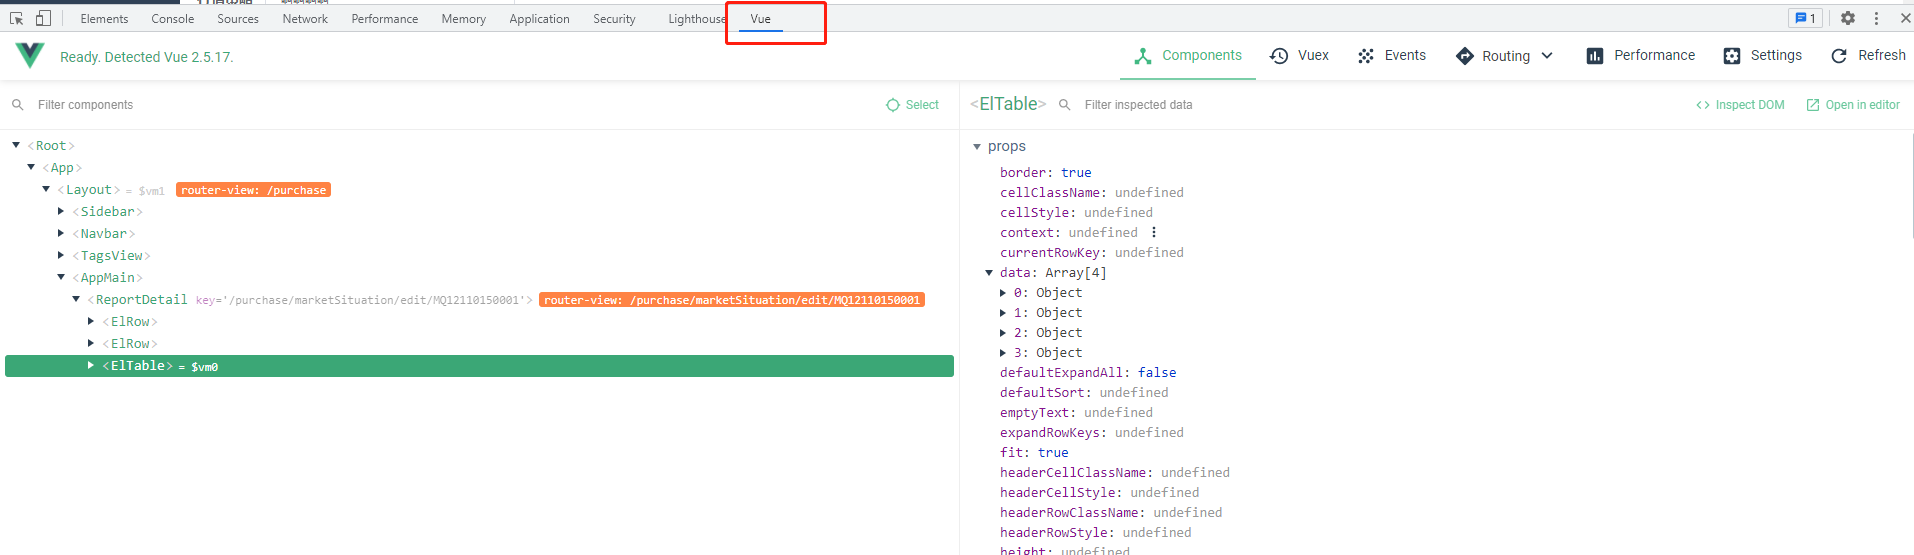 Elements Console Sources Network Performance Memory Application Security Lighthouse Vue 1
Ready. Detected Vue 2.5.17. Components Vuex Events Routing Performance Settings Refresh
Filter components Select
<ElTable> Filter inspected data Inspect DOM Open in editor
<Root>
<App>
<Layout> = $vm1 router-view: /purchase
<Sidebar>
<Navbar>
<TagsView>
<AppMain>
<ReportDetail key='/purchase/marketSituation/edit/MQ12110150001'> router-view: /purchase/marketSituation/edit/MQ12110150001
<ElRow>
<ElRow>
<ElTable> = $vm0
props
border: true
cellClassName: undefined
cellStyle: undefined
context: undefined
currentRowKey: undefined
data: Array[4]
0: Object
1: Object
2: Object
3: Object
defaultExpandAll: false
defaultSort: undefined
emptyText: undefined
expandRowKeys: undefined
fit: true
headerCellClassName: undefined
headerCellStyle: undefined
headerRowClassName: undefined
headerRowStyle: undefined
height: undefined